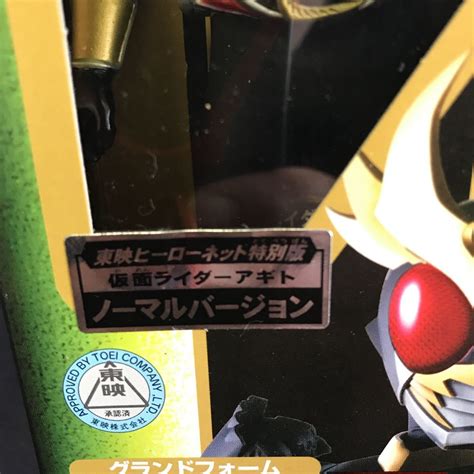 東映ヒーローネット特別版
仮面ライダーアギト
ノーマルバージョン
APPROVED BY TOEI COMPANY, LTD.
東映
承認済
東映株式会社
グランドフォーム